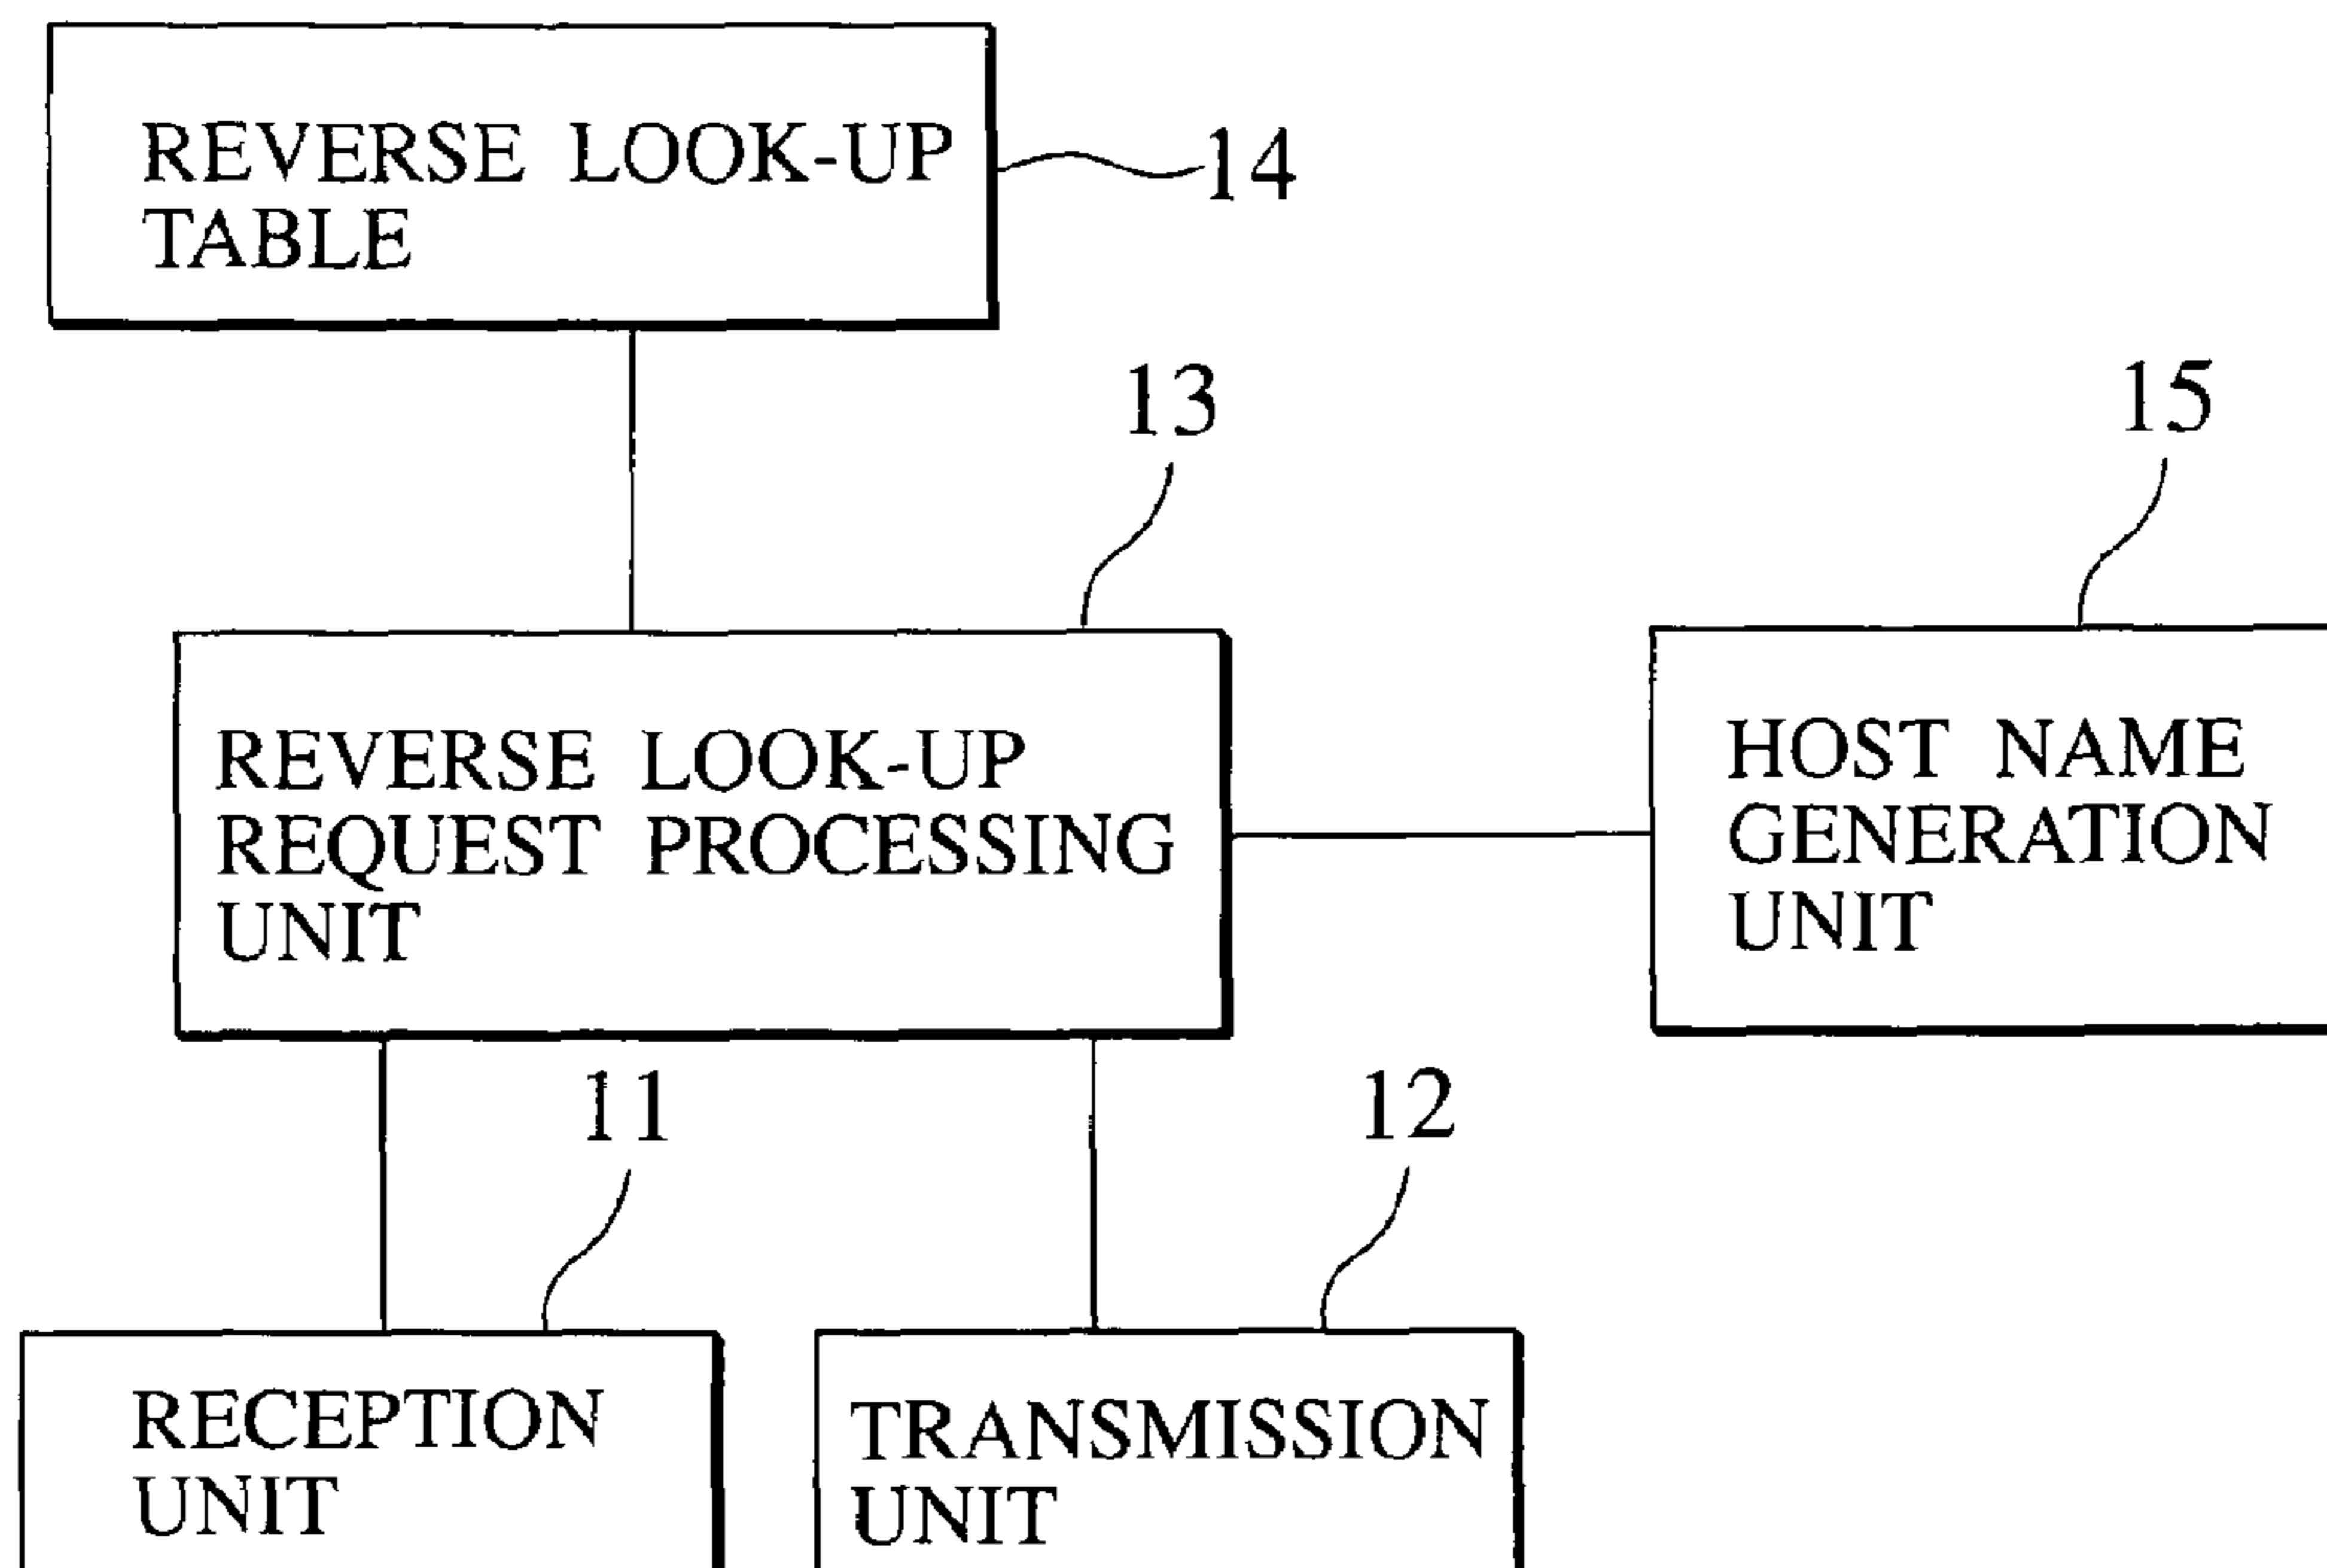 REVERSE LOOK-UP
TABLE
14
13
15
REVERSE LOOK-UP
REQUEST PROCESSING
UNIT
HOST NAME
GENERATION
UNIT
11
12
RECEPTION
UNIT
TRANSMISSION
UNIT